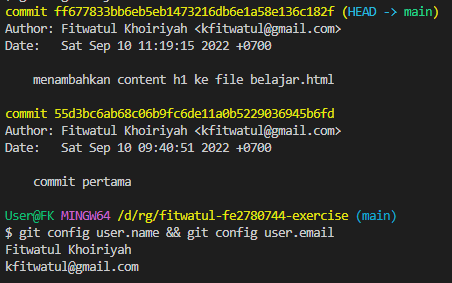 commit ff677833bb6eb5eb1473216db6e1a58e136c182f (HEAD -> main)
Author: Fitwatul Khoiriyah <kfitwatul@gmail.com>
Date:   Sat Sep 10 11:19:15 2022 +0700
    menambahkan content h1 ke file belajar.html
commit 55d3bc6ab68c06b9fc6de11a0b5229036945b6fd
Author: Fitwatul Khoiriyah <kfitwatul@gmail.com>
Date:   Sat Sep 10 09:40:51 2022 +0700
    commit pertama
User@FK MINGW64 /d/rg/fitwatul-fe2780744-exercise (main)
$ git config user.name && git config user.email
Fitwatul Khoiriyah
kfitwatul@gmail.com